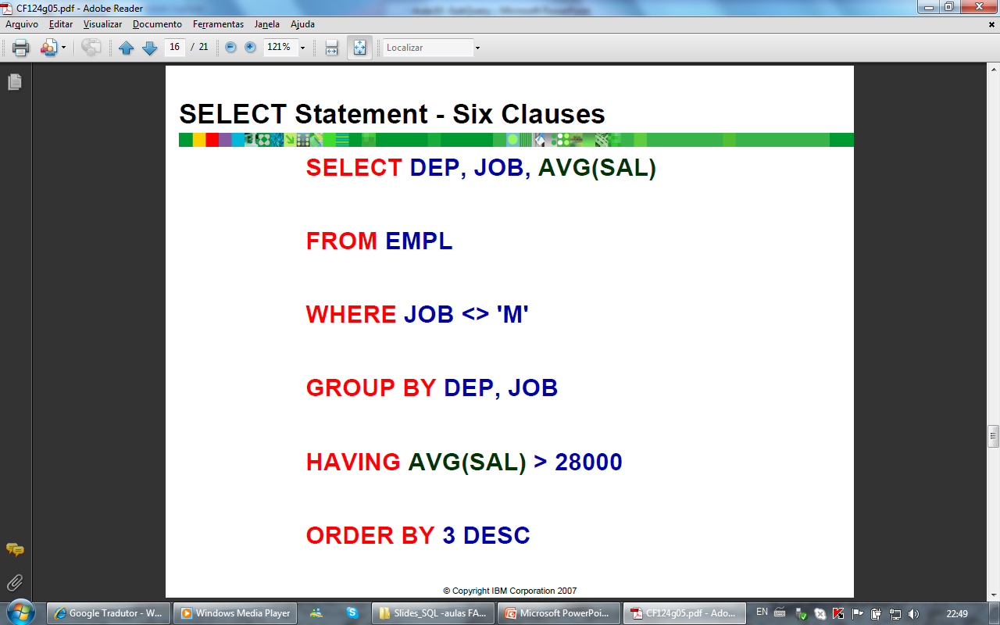 CF124g05.pdf - Adobe Reader
Arquivo Editar Visualizar Documento Ferramentas Janela Ajuda
16 / 21 121% Localizar
SELECT Statement - Six Clauses
SELECT DEP, JOB, AVG(SAL)
FROM EMPL
WHERE JOB <> 'M'
GROUP BY DEP, JOB
HAVING AVG(SAL) > 28000
ORDER BY 3 DESC
© Copyright IBM Corporation 2007
Google Tradutor - W... Windows Media Player Slides_SQL -aulas FA... Microsoft PowerPoi... CF124g05.pdf - Ado... EN 22:49